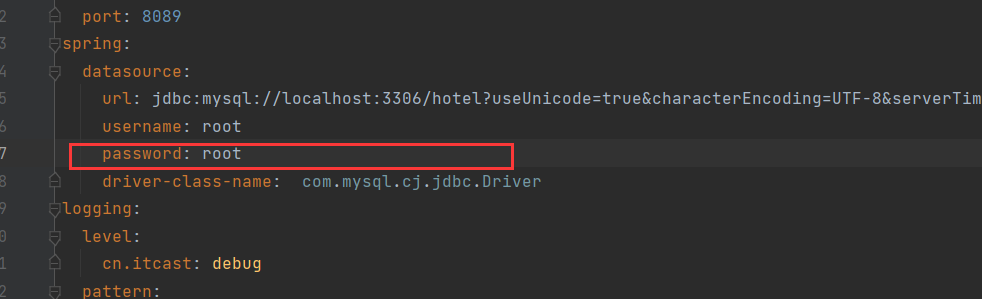 2 port: 8089
3 spring:
4 datasource:
5 url: jdbc:mysql://localhost:3306/hotel?useUnicode=true&characterEncoding=UTF-8&serverTim
6 username: root
7 password: root
8 driver-class-name: com.mysql.cj.jdbc.Driver
9 logging:
0 level:
1 cn.itcast: debug
2 pattern: